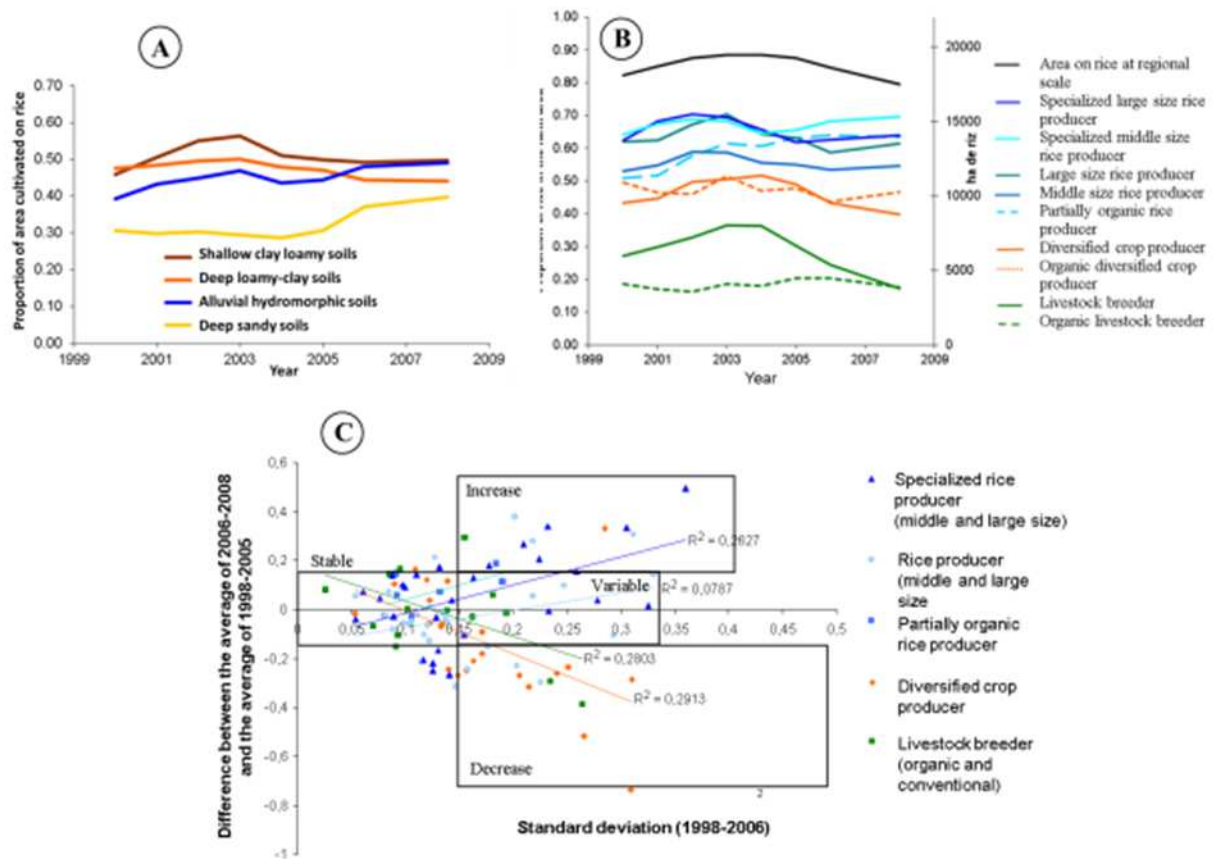 A
Proportion of area cultivated on rice
0.70
0.60
0.50
0.40
0.30
0.20
0.10
0.00
Shallow clay loamy soils
Deep loamy-clay soils
Alluvial hydromorphic soils
Deep sandy soils
1999
2001
2003
2005
2007
2009
Year
B
1.00
0.90
0.80
0.70
0.60
0.50
0.40
0.30
0.20
0.10
0.00
20000
15000
10000
5000
0
ha de riz
1999
2001
2003
2005
2007
2009
Year
Area on rice at regional
scale
Specialized large size rice
producer
Specialized middle size
rice producer
Large size rice producer
Middle size rice producer
Partially organic rice
producer
Diversified crop producer
Organic diversified crop
producer
Livestock breeder
Organic livestock breeder
C
Difference between the average of 2006-2008
and the average of 1998-2005
0,6
0,4
0,2
0
-0,2
-0,4
-0,6
-0,8
-1
Increase
R² = 0,2627
Stable
Variable
R² = 0,0787
0
0,05
0,1
0,15
0,2
0,25
0,3
0,35
0,4
0,45
0,5
R² = 0,2803
R² = 0,2913
Decrease
2
Standard deviation (1998-2006)
Specialized rice
producer
(middle and large size)
Rice producer
(middle and large
size
Partially organic
rice producer
Diversified crop
producer
Livestock breeder
(organic and
conventional)